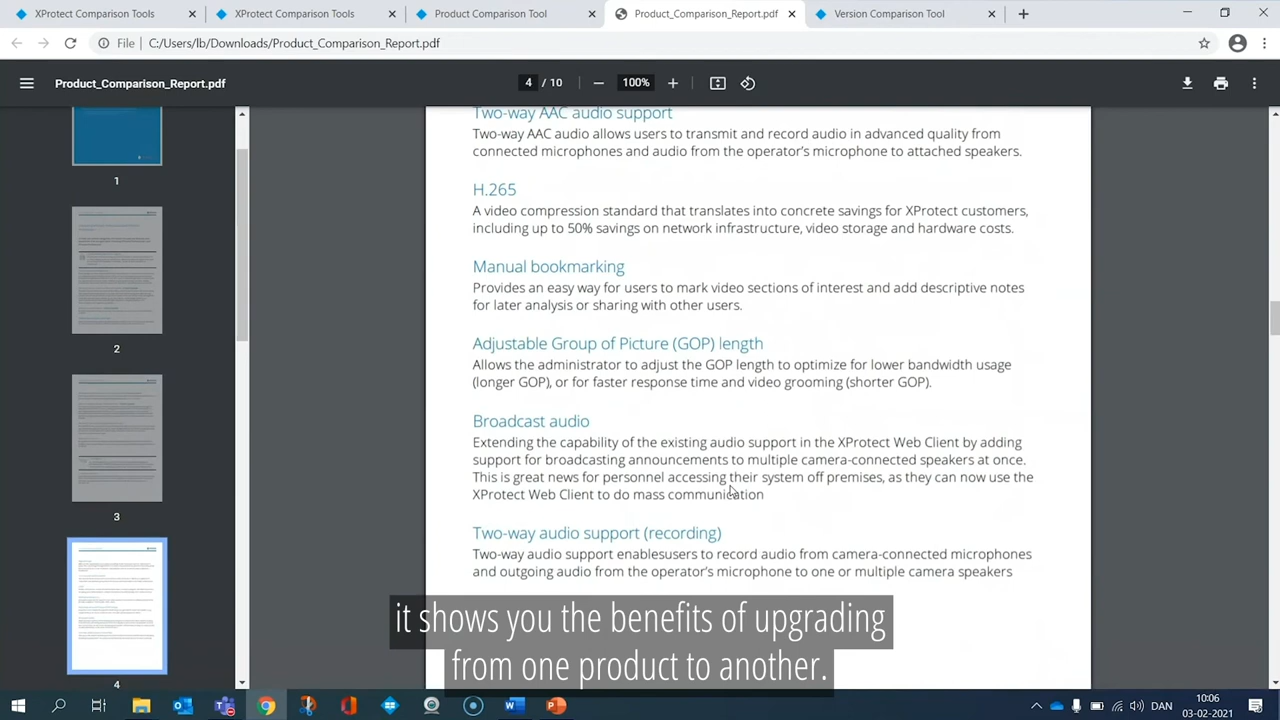 XProtect Comparison Tools
XProtect Comparison Tools
Product Comparison Tool
Product_Comparison_Report.pdf
Version Comparison Tool
File
C:/Users/lb/Downloads/Product_Comparison_Report.pdf
Product_Comparison_Report.pdf
4 / 10
100%
Two-way AAC audio support
Two-way AAC audio allows users to transmit and record audio in advanced quality from
connected microphones and audio from the operator's microphone to attached speakers.
H.265
A video compression standard that translates into concrete savings for XProtect customers,
including up to 50% savings on network infrastructure, video storage and hardware costs.
Manual bookmarking
Provides an easy way for users to mark video sections of interest and add descriptive notes
for later analysis or sharing with other users.
Adjustable Group of Picture (GOP) length
Allows the administrator to adjust the GOP length to optimize for lower bandwidth usage
(longer GOP), or for faster response time and video grooming (shorter GOP).
Broadcast audio
Extending the capability of the existing audio support in the XProtect Web Client by adding
support for broadcasting announcements to multiple camera-connected speakers at once.
This is great news for personnel accessing their system off premises, as they can now use the
XProtect Web Client to do mass communication
Two-way audio support (recording)
Two-way audio support enablesusers to record audio from camera-connected microphones
and outgoing audio from the operator's microphone to one or multiple camera speakers
1
2
3
4
it shows you the benefits of upgrading
from one product to another.
DAN
10:06
03-02-2021